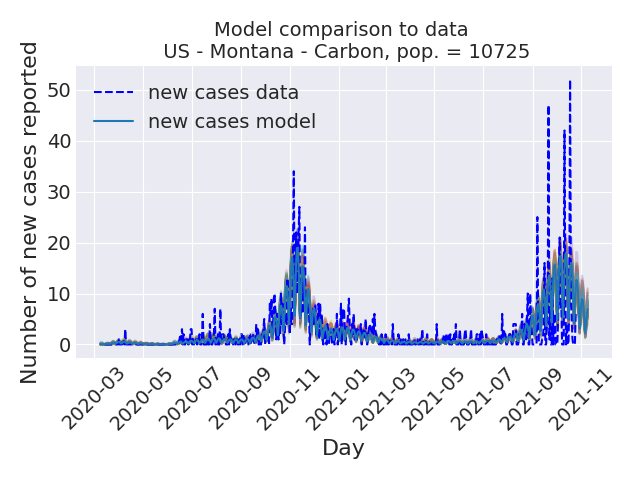 Model comparison to data
US - Montana - Carbon, pop. = 10725
new cases data
new cases model
Number of new cases reported
50
40
30
20
10
0
2020-03
2020-05
2020-07
2020-09
2020-11
2021-01
2021-03
2021-05
2021-07
2021-09
2021-11
Day